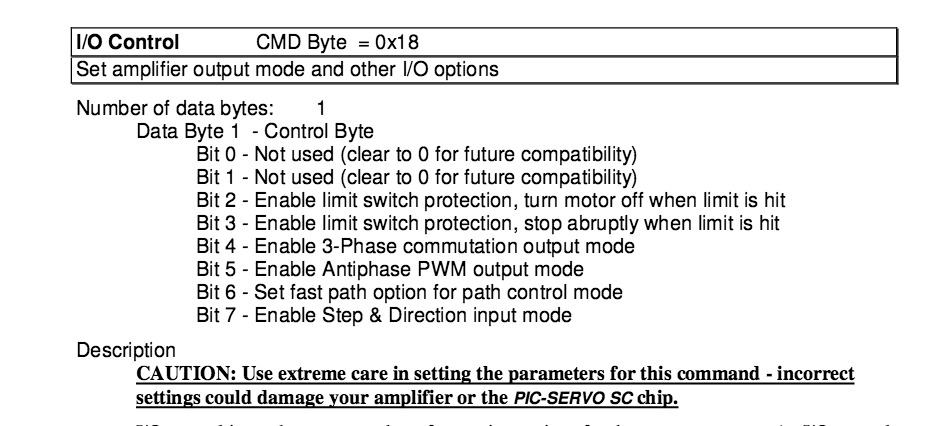 I/O Control CMD Byte = 0x18
Set amplifier output mode and other I/O options
Number of data bytes: 1
Data Byte 1 - Control Byte
Bit 0 - Not used (clear to 0 for future compatibility)
Bit 1 - Not used (clear to 0 for future compatibility)
Bit 2 - Enable limit switch protection, turn motor off when limit is hit
Bit 3 - Enable limit switch protection, stop abruptly when limit is hit
Bit 4 - Enable 3-Phase commutation output mode
Bit 5 - Enable Antiphase PWM output mode
Bit 6 - Set fast path option for path control mode
Bit 7 - Enable Step & Direction input mode
Description
CAUTION: Use extreme care in setting the parameters for this command - incorrect
settings could damage your amplifier or the PIC-SERVO SC chip.